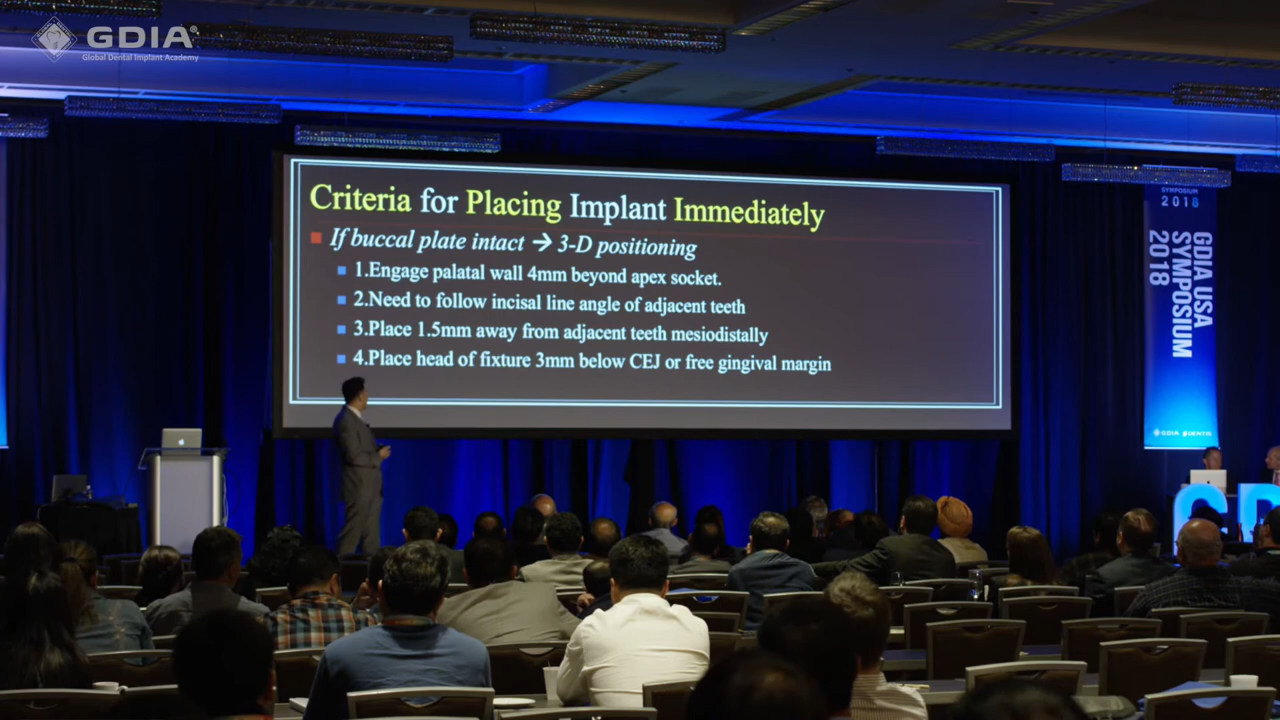 GDIA®
Global Dental Implant Academy
Criteria for Placing Implant Immediately
If buccal plate intact → 3-D positioning
1.Engage palatal wall 4mm beyond apex socket.
2.Need to follow incisal line angle of adjacent teeth
3.Place 1.5mm away from adjacent teeth mesiodistally
4.Place head of fixture 3mm below CEJ or free gingival margin
SYMPOSIUM
2018
GDIA USA
SYMPOSIUM
2018
GDIA